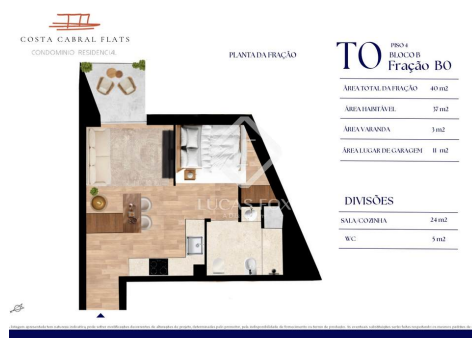 COSTA CABRAL FLATS
CONDOMÍNIO RESIDENCIAL
PLANTA DA FRAÇÃO
T0
PISO 4
BLOCO B
Fração BO
ÁREA TOTAL DA FRAÇÃO 40 m2
ÁREA HABITÁVEL 37 m2
ÁREA VARANDA 3 m2
ÁREA LUGAR DE GARAGEM 11 m2
LUCAS FOX
DIVISÕES
SALA/COZINHA 24 m2
WC 5 m2